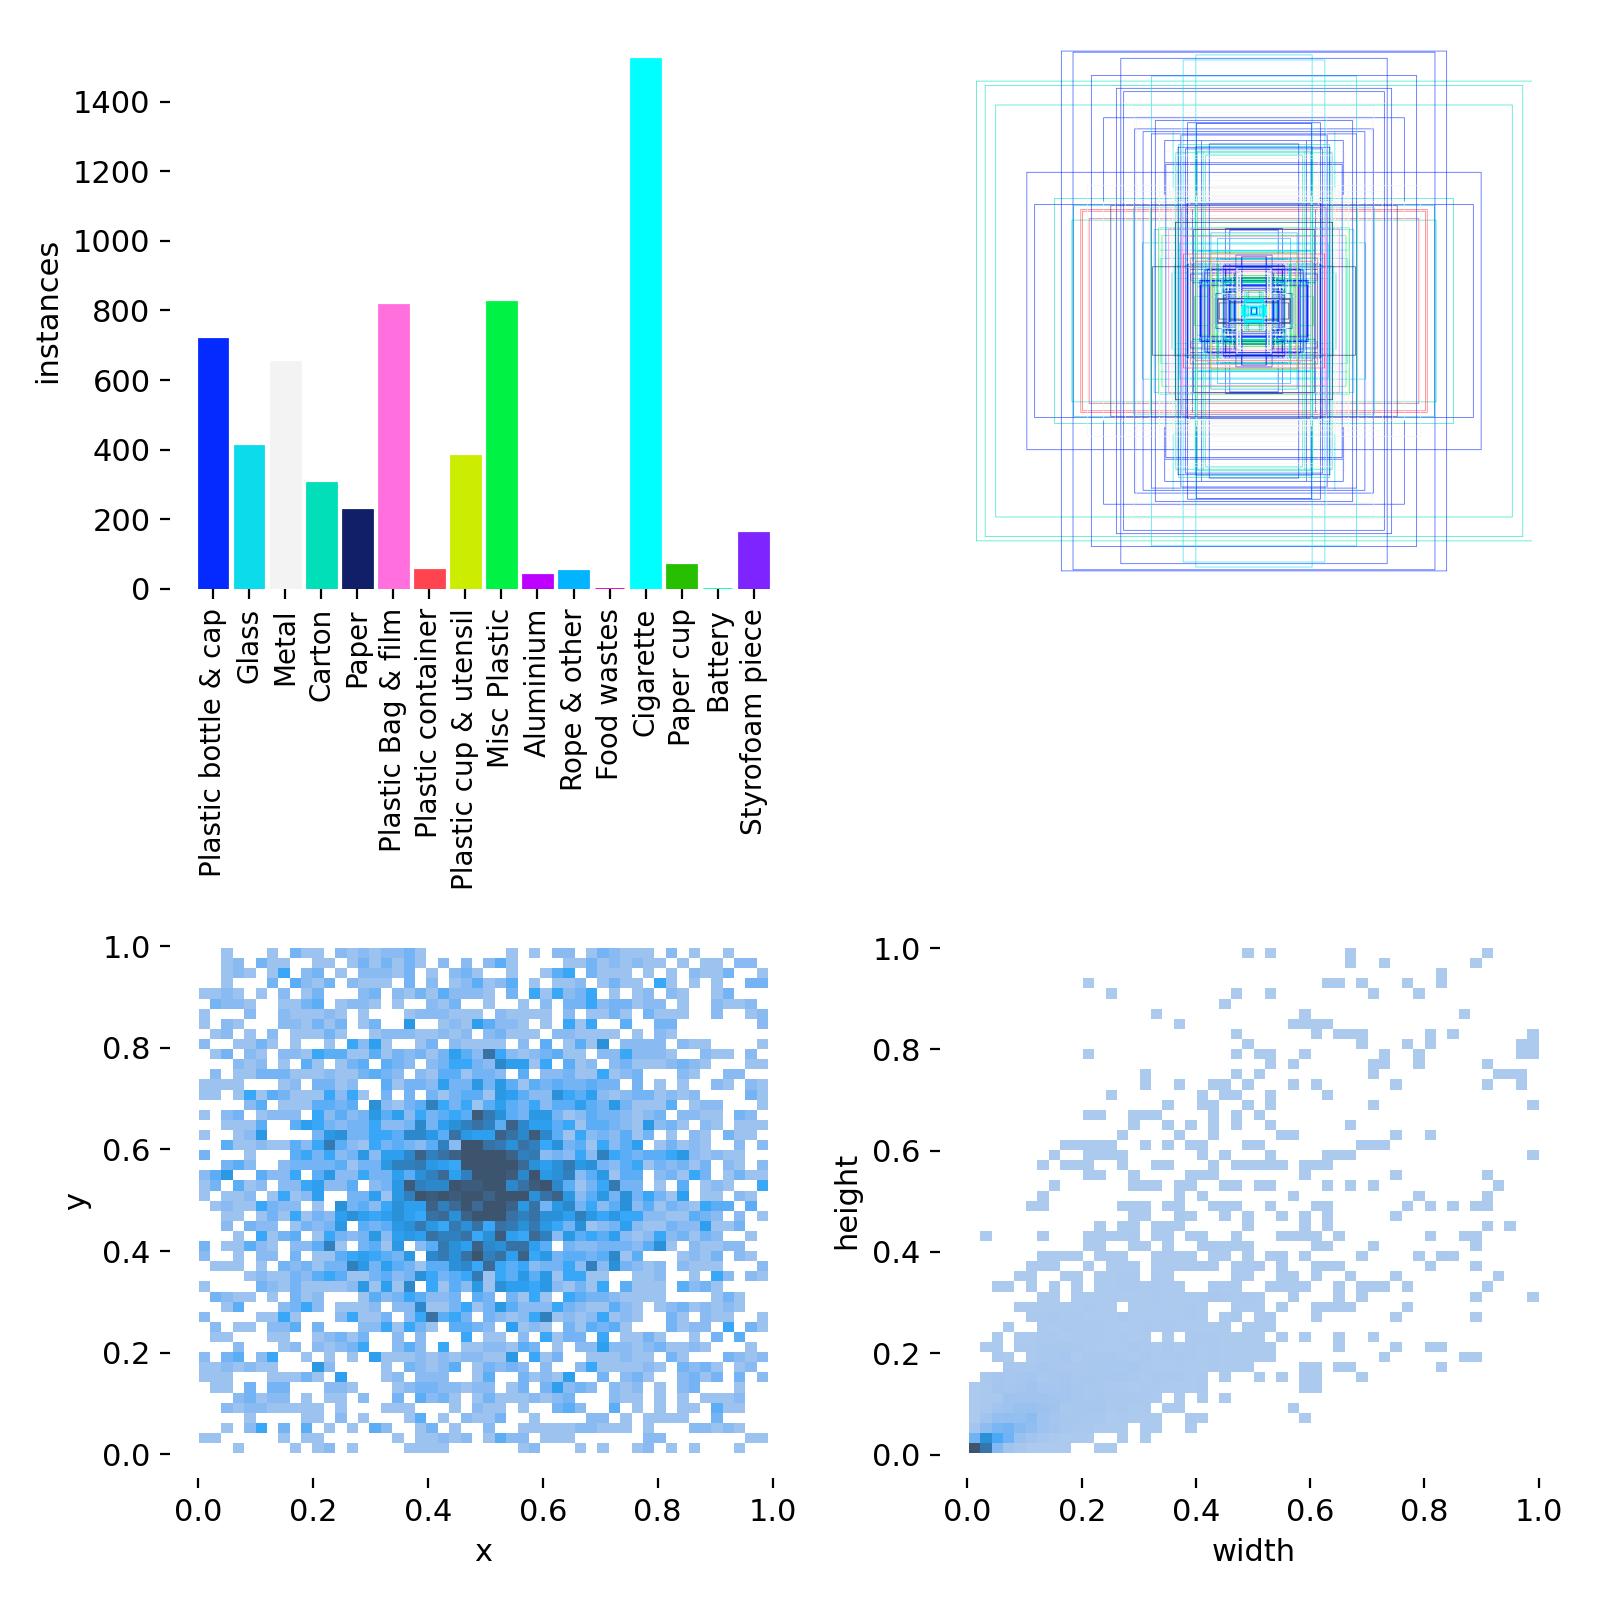 instances
1400
1200
1000
800
600
400
200
0
Plastic bottle & cap
Glass
Metal
Carton
Paper
Plastic Bag & film
Plastic container
Plastic cup & utensil
Misc Plastic
Aluminium
Rope & other
Food wastes
Cigarette
Paper cup
Battery
Styrofoam piece
y
1.0
0.8
0.6
0.4
0.2
0.0
0.0 0.2 0.4 0.6 0.8 1.0
x
height
1.0
0.8
0.6
0.4
0.2
0.0
0.0 0.2 0.4 0.6 0.8 1.0
width